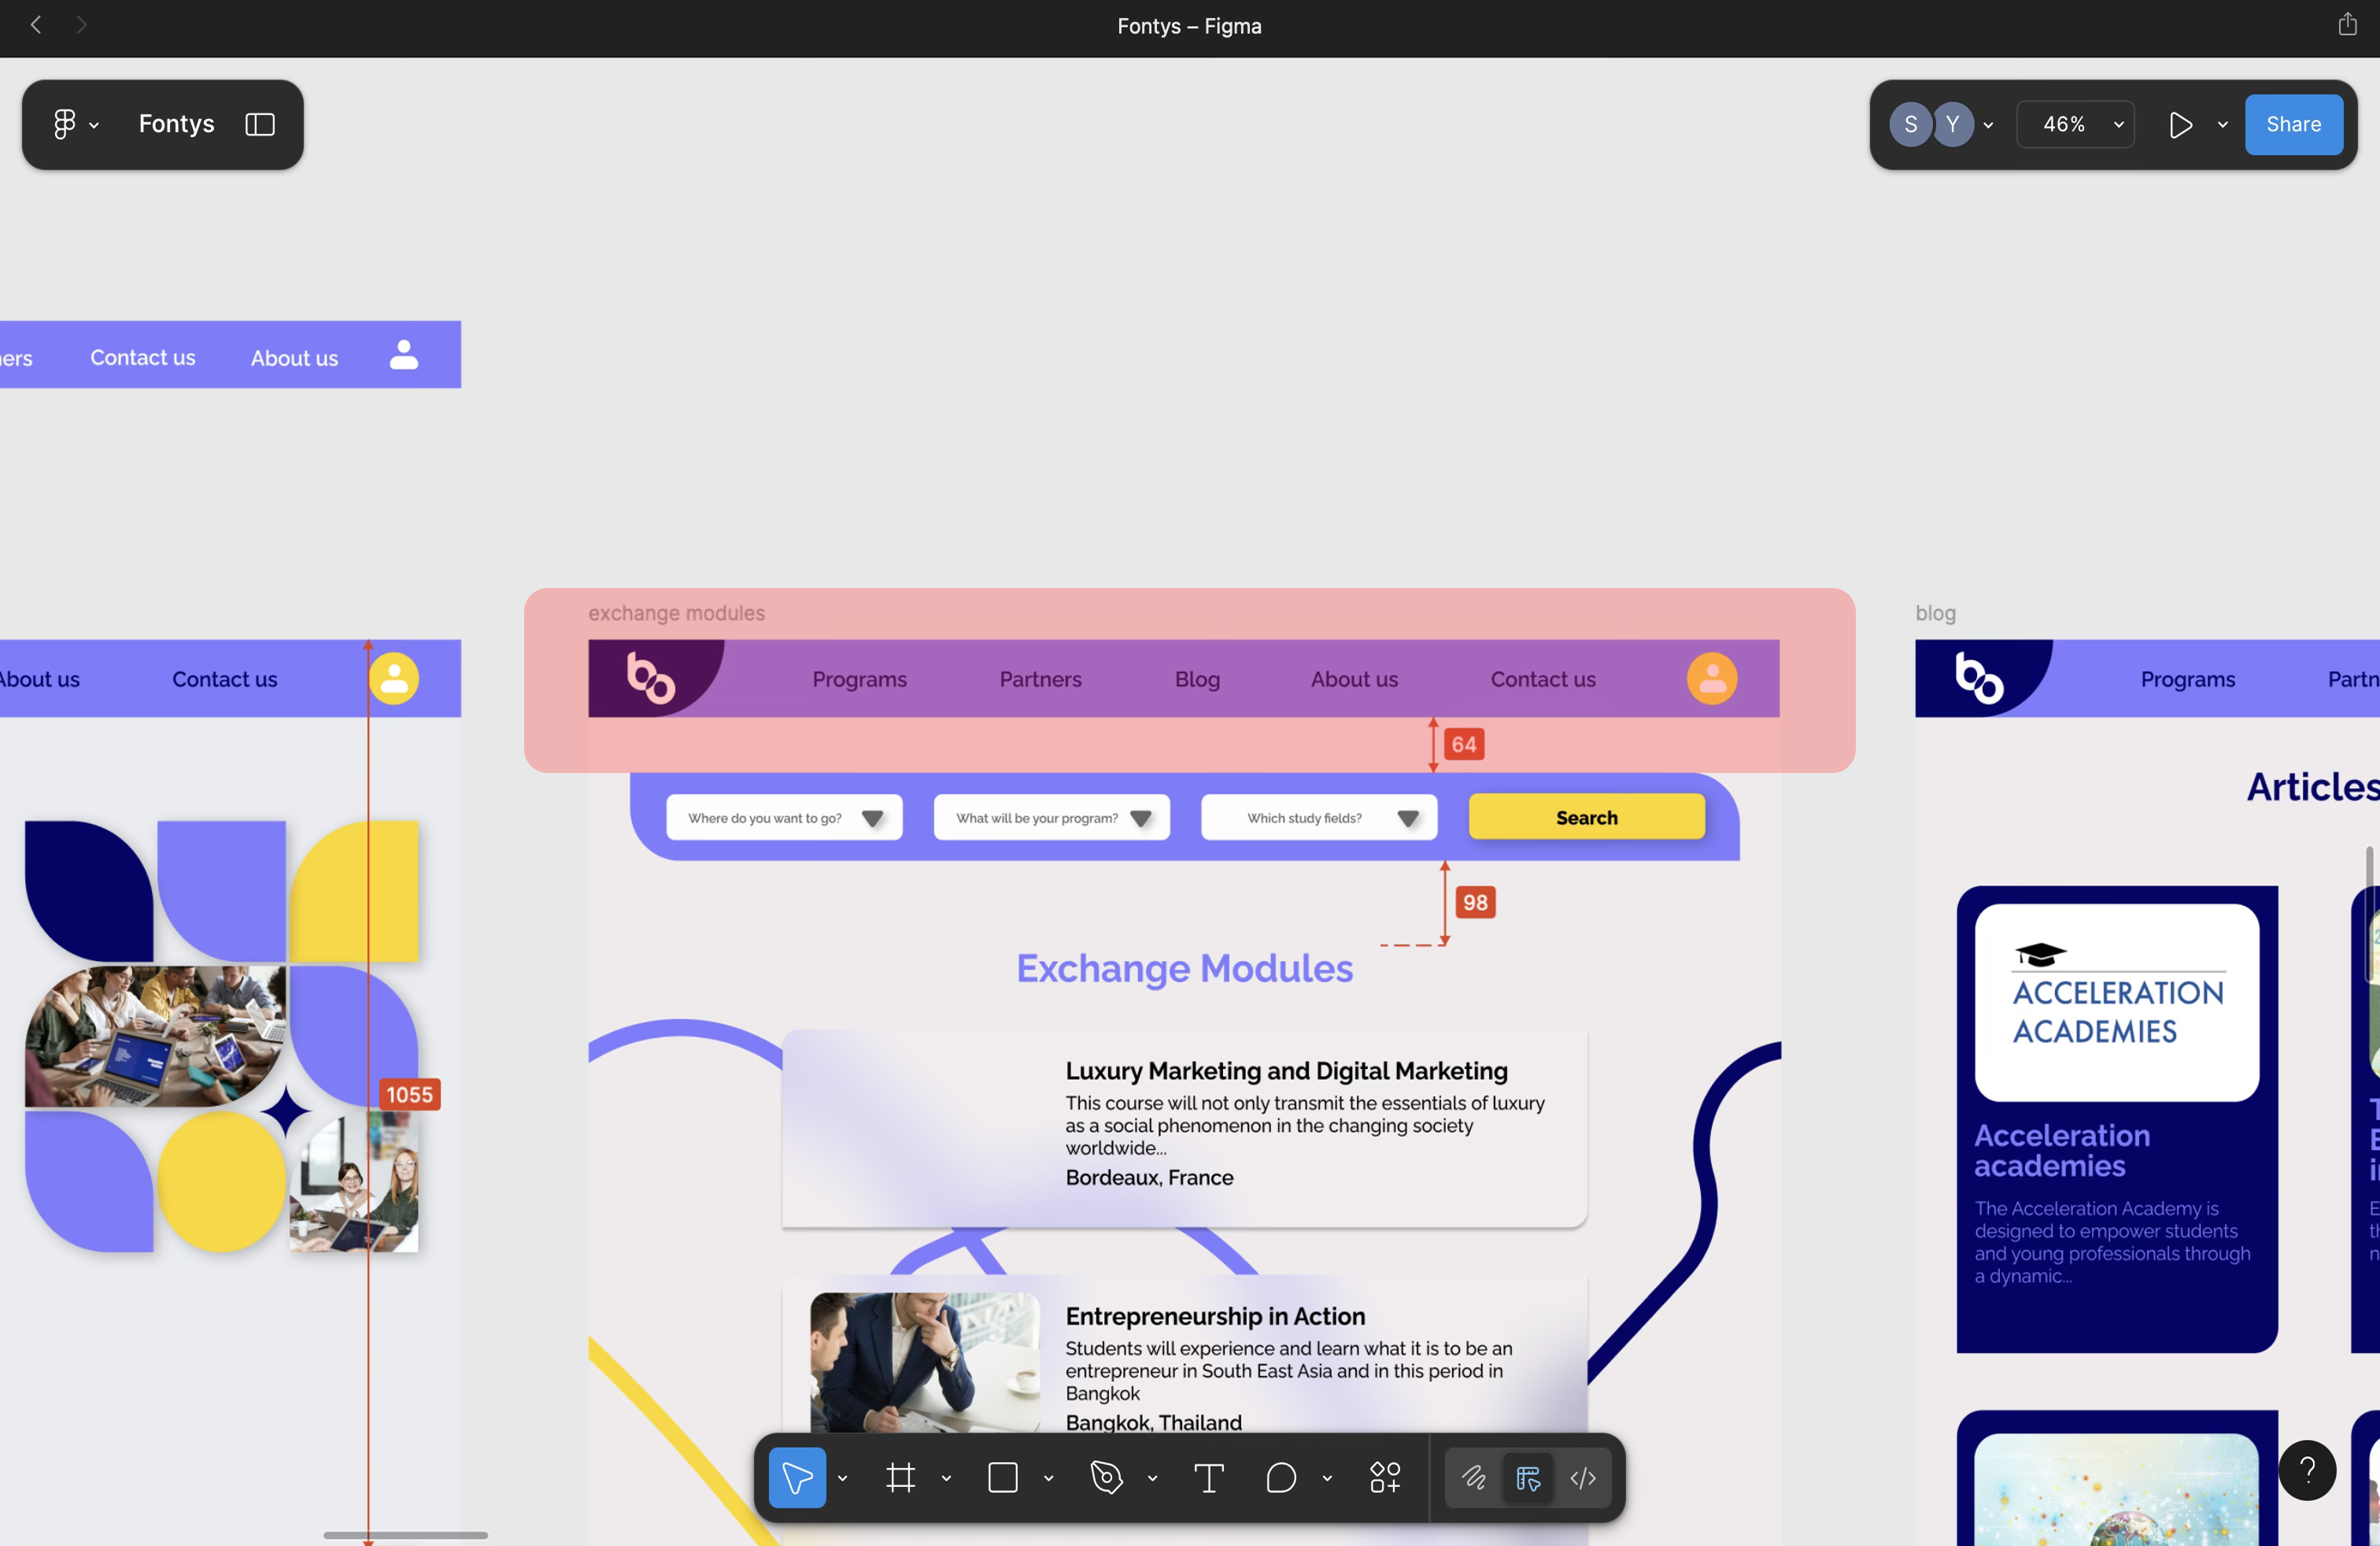 Fontys – Figma
Fontys
S
Y
46%
Share
Contact us
About us
exchange modules
blog
About us
Contact us
bo
Programs
Partners
Blog
About us
Contact us
bo
Programs
64
Where do you want to go?
What will be your program?
Which study fields?
Search
Articles
98
Exchange Modules
ACCELERATION
ACADEMIES
1055
Luxury Marketing and Digital Marketing
This course will not only transmit the essentials of luxury
as a social phenomenon in the changing society
worldwide...
Bordeaux, France
Acceleration
academies
The Acceleration Academy is
designed to empower students
and young professionals through
a dynamic...
Entrepreneurship in Action
Students will experience and learn what it is to be an
entrepreneur in South East Asia and in this period in
Bangkok
Bangkok, Thailand
?